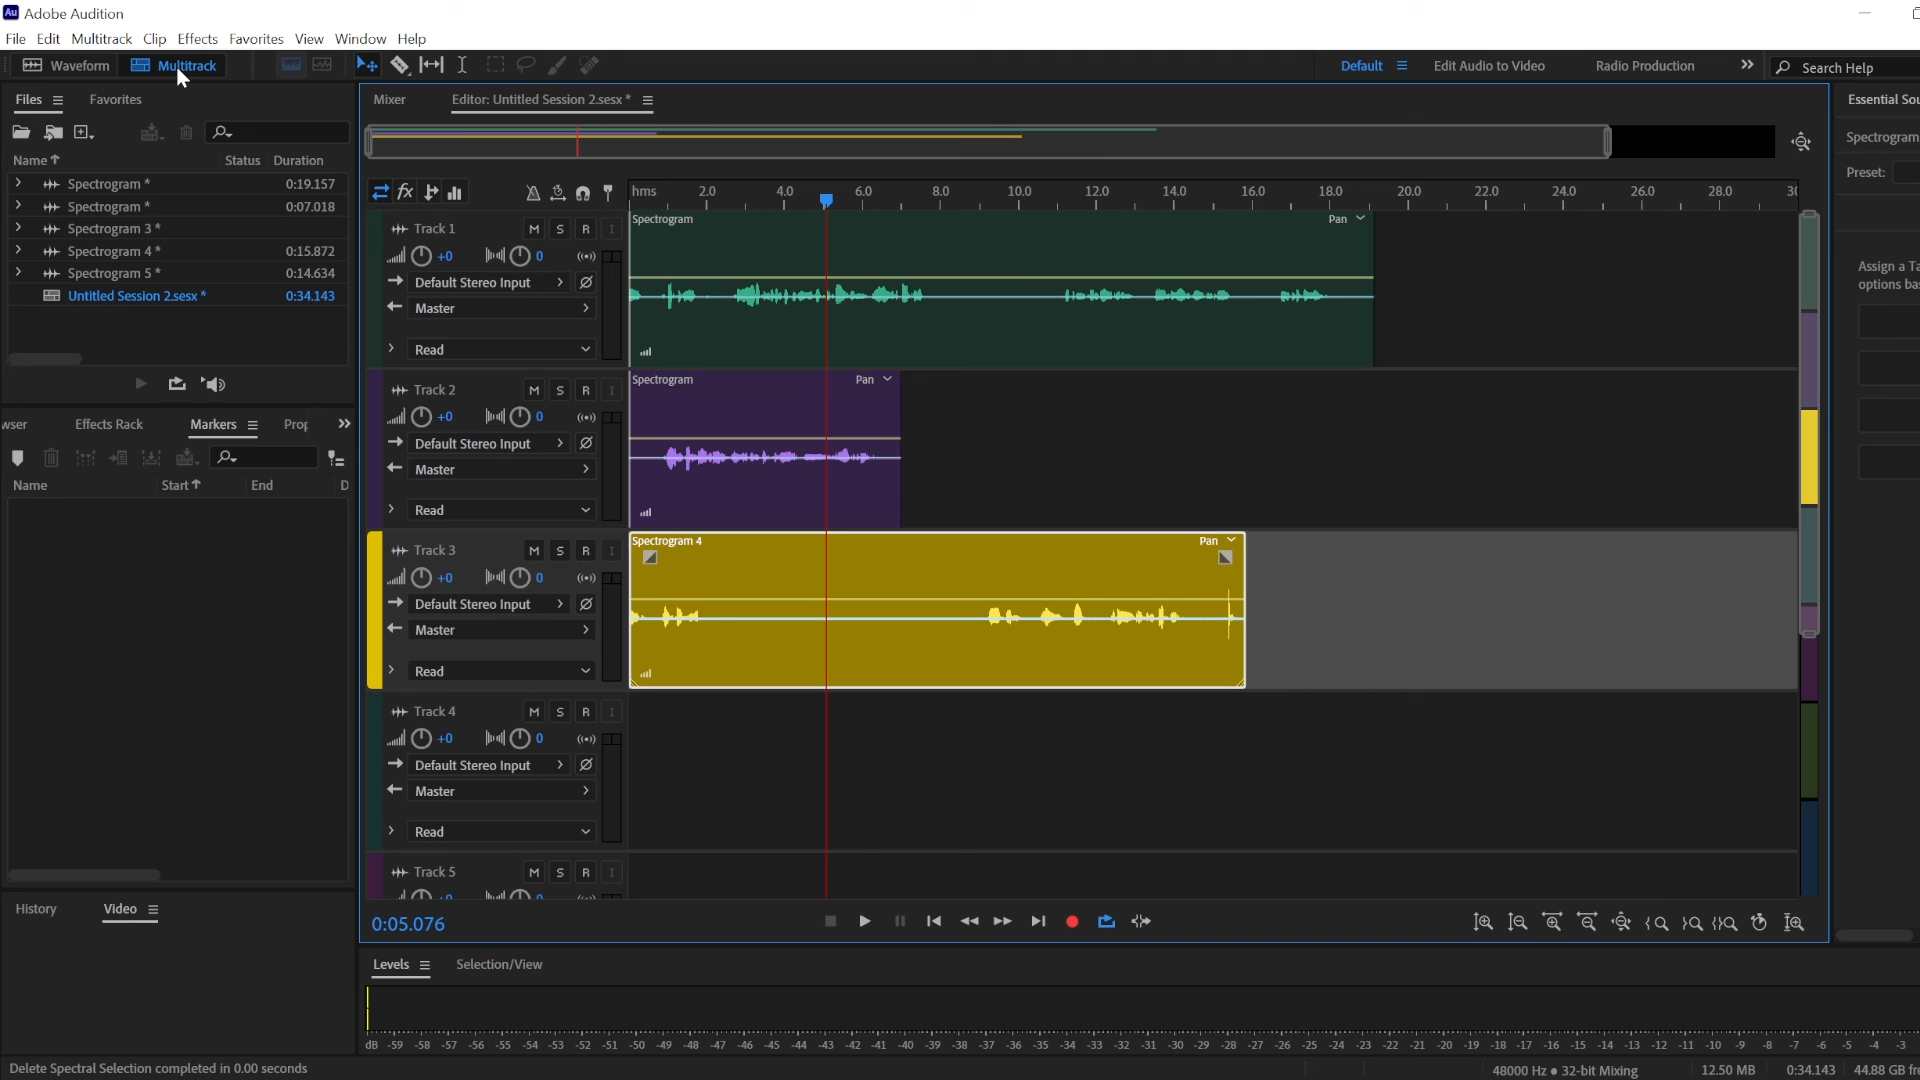 Au Adobe Audition
File Edit Multitrack Clip Effects Favorites View Window Help
Waveform Multitrack Default Edit Audio to Video Radio Production Search Help
Files Favorites
Name Status Duration
Spectrogram * 0:19.157
Spectrogram * 0:07.018
Spectrogram 3 *
Spectrogram 4 * 0:15.872
Spectrogram 5 * 0:14.634
Untitled Session 2.sesx * 0:34.143
Effects Rack Markers
Name Start End D
History Video
Mixer Editor: Untitled Session 2.sesx *
hms 2.0 4.0 6.0 8.0 10.0 12.0 14.0 16.0 18.0 20.0 22.0 24.0 26.0 28.0 30
Track 1 M S R I
+0 0
Default Stereo Input
Master
Read
Spectrogram Pan
Track 2 M S R I
+0 0
Default Stereo Input
Master
Read
Spectrogram Pan
Track 3 M S R I
+0 0
Default Stereo Input
Master
Read
Spectrogram 4 Pan
Track 4 M S R I
+0 0
Default Stereo Input
Master
Read
Track 5 M S R I
0:05.076
Levels Selection/View
dB -59 -58 -57 -56 -55 -54 -53 -52 -51 -50 -49 -48 -47 -46 -45 -44 -43 -42 -41 -40 -39 -38 -37 -36 -35 -34 -33 -32 -31 -30 -29 -28 -27 -26 -25 -24 -23 -22 -21 -20 -19 -18 -17 -16 -15 -14 -13 -12 -11 -10 -9 -8 -7 -6 -5 -4 -3
Essential Sou
Spectrogram
Preset:
Assign a Ta
options bas
Delete Spectral Selection completed in 0.00 seconds
48000 Hz ● 32-bit Mixing 12.50 MB 0:34.143 44.88 GB fre